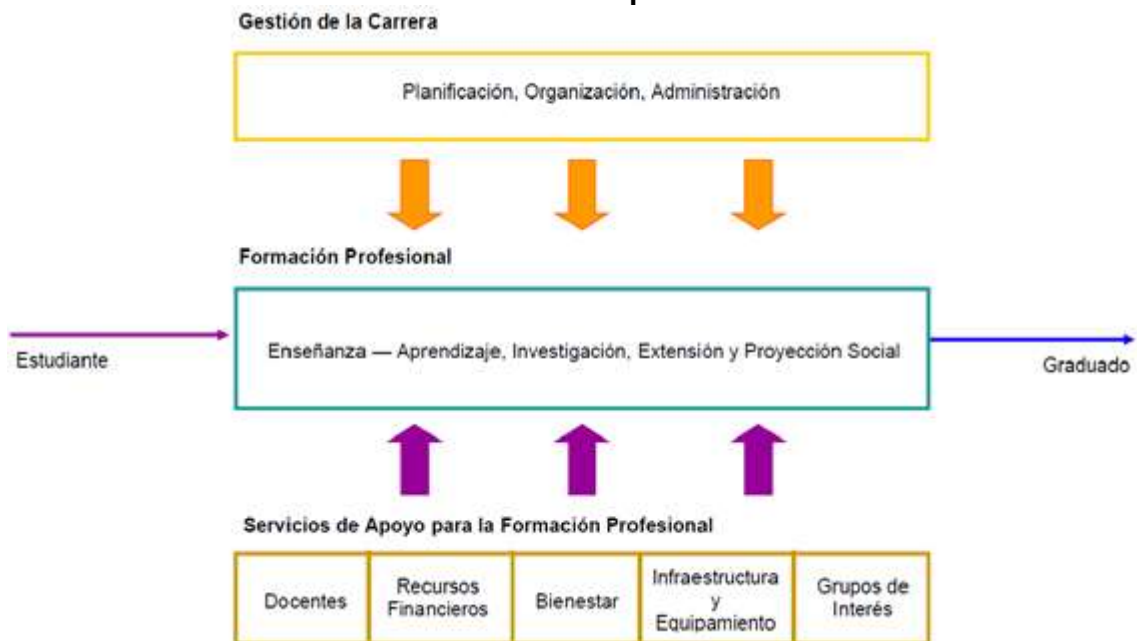 Gestión de la Carrera
Planificación, Organización, Administración
Formación Profesional
Estudiante
Enseñanza — Aprendizaje, Investigación, Extensión y Proyección Social
Graduado
Servicios de Apoyo para la Formación Profesional
Docentes
Recursos
Financieros
Bienestar
Infraestructura
y
Equipamiento
Grupos de
Interés